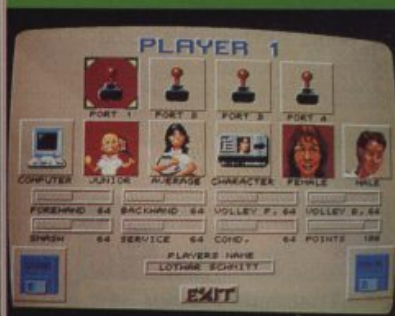 PLAYER 1
PORT 1 PORT 2 PORT 3 PORT 4
COMPUTER JUNIOR AVERAGE CHARACTER FEMALE MALE
FOREHAND 64 BACKHAND 64 VOLLEY F. 64 VOLLEY B. 64
SMASH 64 SERVICE 64 COND. 64 POINTS 100
PLAYERS NAME
LOTHAR SCHMITT
EXIT